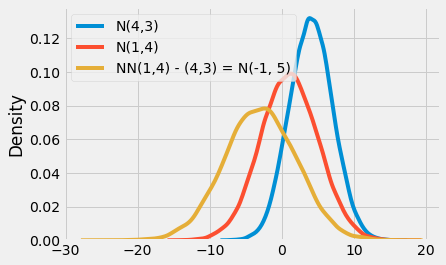 N(4,3)
N(1,4)
NN(1,4) - (4,3) = N(-1, 5)
Density
0.12
0.10
0.08
0.06
0.04
0.02
0.00
−30 −20 −10 0 10 20